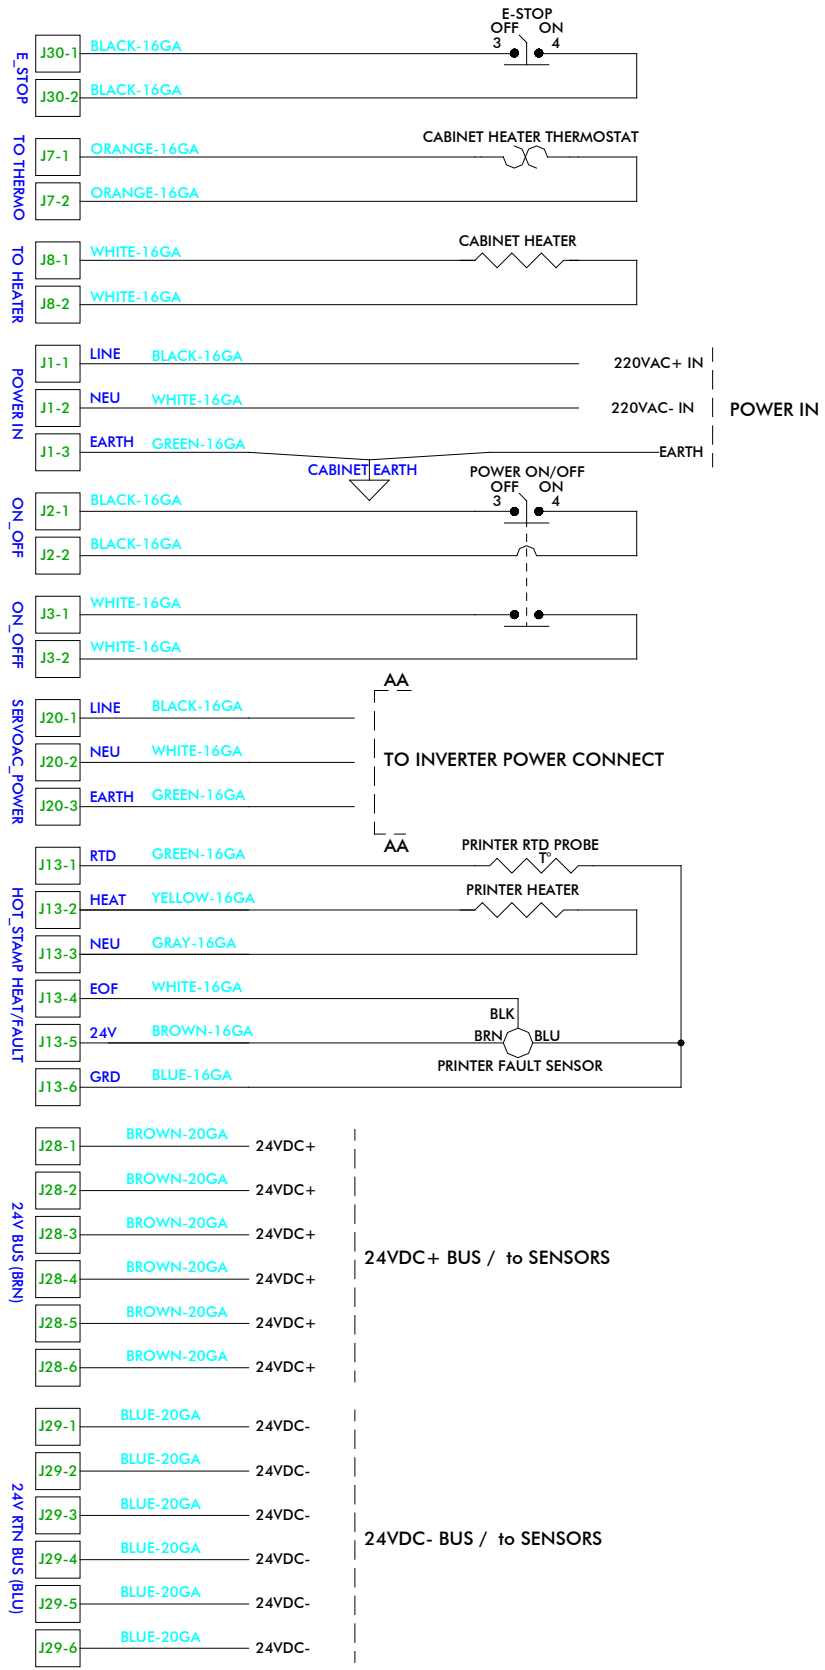 E-STOP
OFF ON
3 4
E_STOP
J30-1 BLACK-16GA
J30-2 BLACK-16GA
CABINET HEATER THERMOSTAT
TO THERMO
J7-1 ORANGE-16GA
J7-2 ORANGE-16GA
CABINET HEATER
TO HEATER
J8-1 WHITE-16GA
J8-2 WHITE-16GA
POWER IN
J1-1 LINE BLACK-16GA 220VAC+ IN
J1-2 NEU WHITE-16GA 220VAC- IN
POWER IN
J1-3 EARTH GREEN-16GA EARTH
CABINET EARTH
POWER ON/OFF
OFF ON
3 4
ON_OFF
J2-1 BLACK-16GA
J2-2 BLACK-16GA
ON_OFFF
J3-1 WHITE-16GA
J3-2 WHITE-16GA
AA
SERVOAC_POWER
J20-1 LINE BLACK-16GA
J20-2 NEU WHITE-16GA
TO INVERTER POWER CONNECT
J20-3 EARTH GREEN-16GA
AA
PRINTER RTD PROBE
T°
HOT_STAMP HEAT/FAULT
J13-1 RTD GREEN-16GA
PRINTER HEATER
J13-2 HEAT YELLOW-16GA
J13-3 NEU GRAY-16GA
J13-4 EOF WHITE-16GA
BLK
J13-5 24V BROWN-16GA BRN BLU
PRINTER FAULT SENSOR
J13-6 GRD BLUE-16GA
24V BUS (BRN)
J28-1 BROWN-20GA 24VDC+
J28-2 BROWN-20GA 24VDC+
J28-3 BROWN-20GA 24VDC+
24VDC+ BUS / to SENSORS
J28-4 BROWN-20GA 24VDC+
J28-5 BROWN-20GA 24VDC+
J28-6 BROWN-20GA 24VDC+
24V RTN BUS (BLU)
J29-1 BLUE-20GA 24VDC-
J29-2 BLUE-20GA 24VDC-
J29-3 BLUE-20GA 24VDC-
24VDC- BUS / to SENSORS
J29-4 BLUE-20GA 24VDC-
J29-5 BLUE-20GA 24VDC-
J29-6 BLUE-20GA 24VDC-